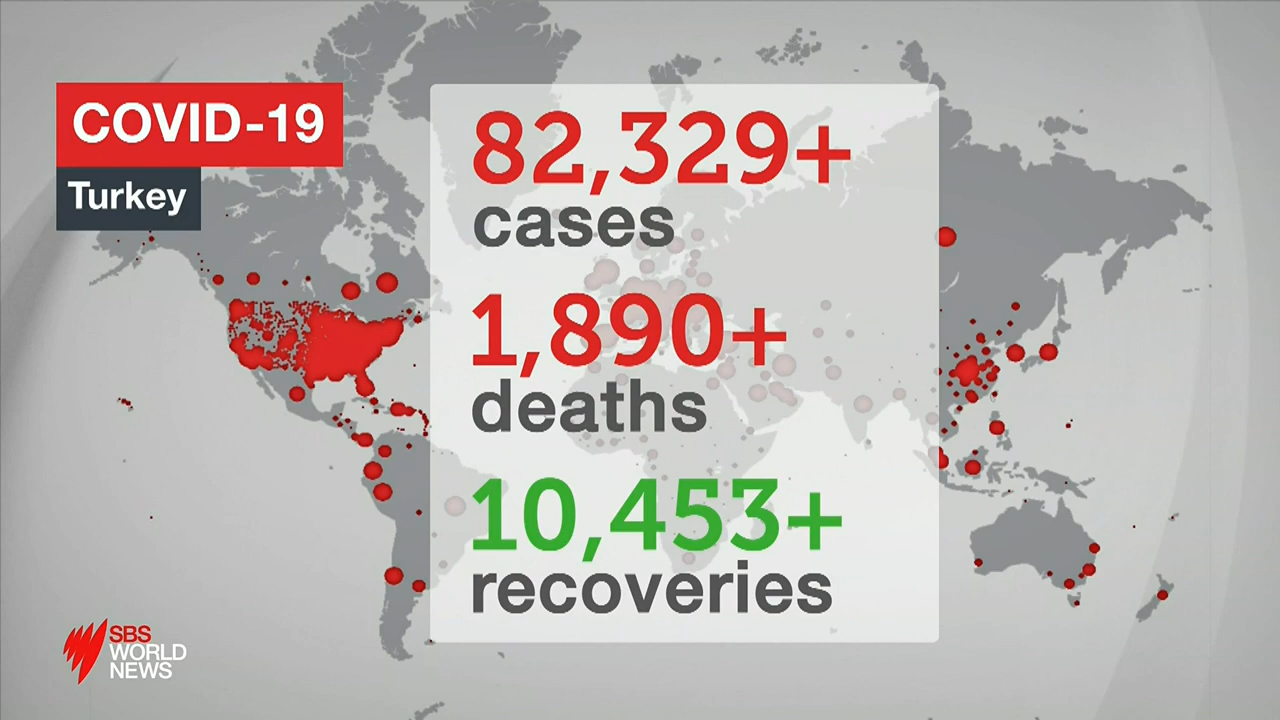 COVID-19
Turkey
82,329+
cases
1,890+
deaths
10,453+
recoveries
SBS
WORLD
NEWS